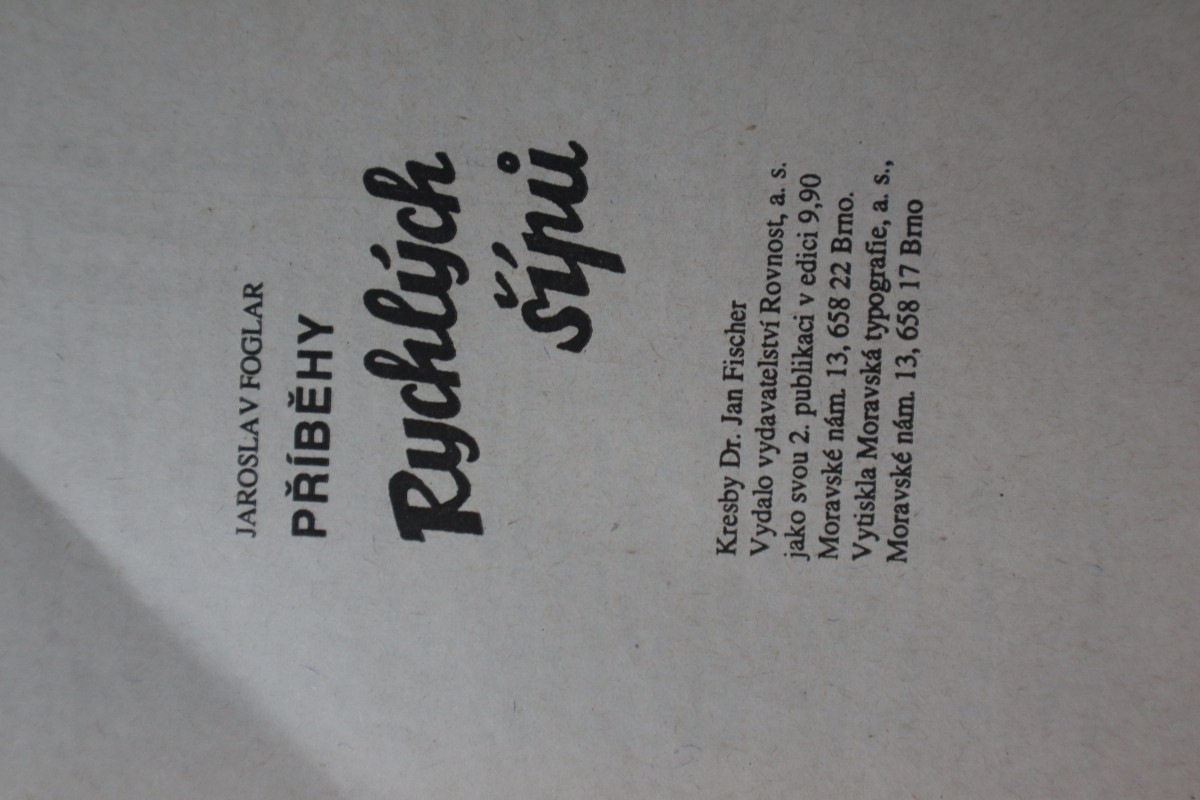 JAROSLAV FOGLAR
PŘÍBĚHY
Rychlých
šípů
Kresby Dr. Jan Fischer
Vydalo vydavatelství Rovnost, a. s.
jako svou 2. publikaci v edici 9,90
Moravské nám. 13, 658 22 Brno.
Vytiskla Moravská typografie, a. s.,
Moravské nám. 13, 658 17 Brno